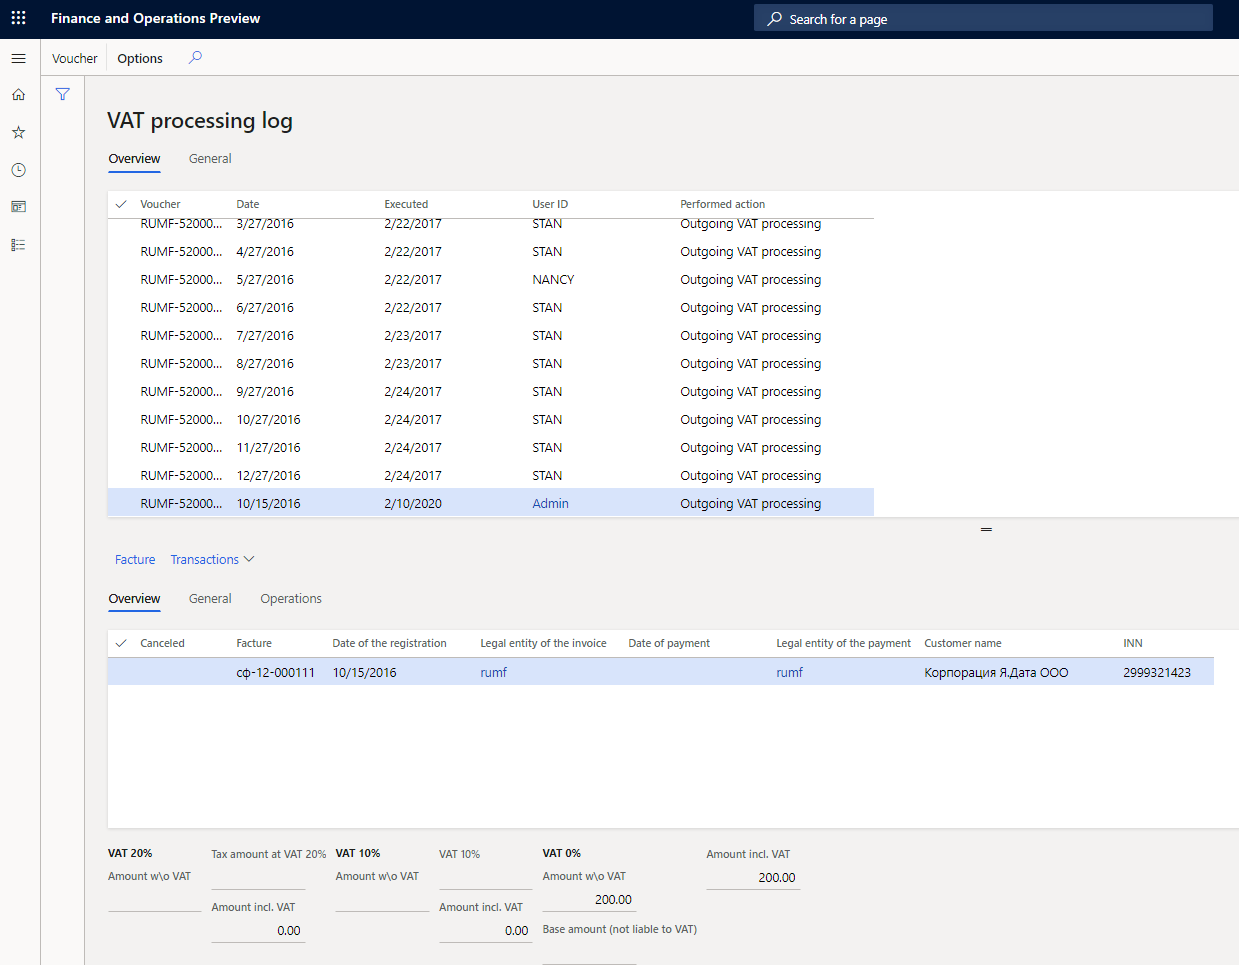 Finance and Operations Preview
Search for a page
Voucher Options
VAT processing log
Overview General
Voucher Date Executed User ID Performed action
RUMF-52000... 3/27/2016 2/22/2017 STAN Outgoing VAT processing
RUMF-52000... 4/27/2016 2/22/2017 STAN Outgoing VAT processing
RUMF-52000... 5/27/2016 2/22/2017 NANCY Outgoing VAT processing
RUMF-52000... 6/27/2016 2/22/2017 STAN Outgoing VAT processing
RUMF-52000... 7/27/2016 2/23/2017 STAN Outgoing VAT processing
RUMF-52000... 8/27/2016 2/23/2017 STAN Outgoing VAT processing
RUMF-52000... 9/27/2016 2/24/2017 STAN Outgoing VAT processing
RUMF-52000... 10/27/2016 2/24/2017 STAN Outgoing VAT processing
RUMF-52000... 11/27/2016 2/24/2017 STAN Outgoing VAT processing
RUMF-52000... 12/27/2016 2/24/2017 STAN Outgoing VAT processing
RUMF-52000... 10/15/2016 2/10/2020 Admin Outgoing VAT processing
Facture Transactions
Overview General Operations
Canceled Facture Date of the registration Legal entity of the invoice Date of payment Legal entity of the payment Customer name INN
сф-12-000111 10/15/2016 rumf rumf Корпорация Я.Дата ООО 2999321423
VAT 20% Tax amount at VAT 20% VAT 10% VAT 10% VAT 0% Amount incl. VAT
Amount w\o VAT Amount w\o VAT Amount w\o VAT 200.00
200.00
Amount incl. VAT Amount incl. VAT
0.00 0.00 Base amount (not liable to VAT)